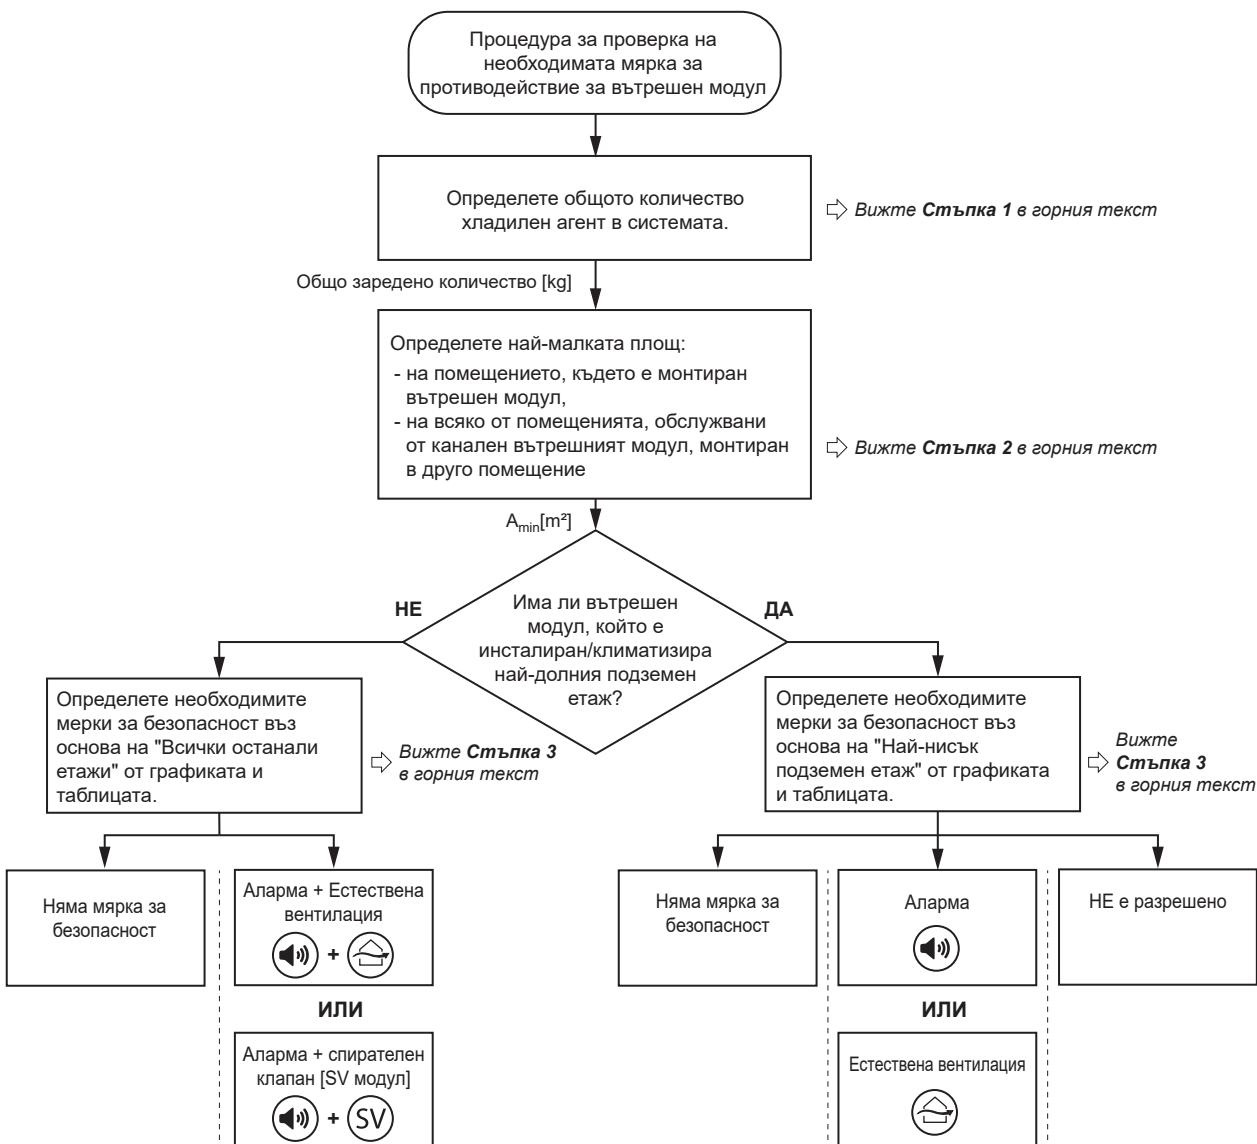 Процедура за проверка на
необходимата мярка за
противодействие за вътрешен модул
Определете общото количество
хладилен агент в системата.
Вижте Стъпка 1 в горния текст
Общо заредено количество [kg]
Определете най-малката площ:
- на помещението, където е монтиран
вътрешен модул,
- на всяко от помещенията, обслужвани
от канален вътрешният модул, монтиран
в друго помещение
Вижте Стъпка 2 в горния текст
Amin[m²]
Има ли вътрешен
модул, който е
инсталиран/климатизира
най-долния подземен
етаж?
НЕ
ДА
Определете необходимите
мерки за безопасност въз
основа на "Всички останали
етажи" от графиката и
таблицата.
Вижте Стъпка 3
в горния текст
Определете необходимите
мерки за безопасност въз
основа на "Най-нисък
подземен етаж" от графиката
и таблицата.
Вижте
Стъпка 3
в горния текст
Няма мярка за
безопасност
Аларма + Естествена
вентилация
+
ИЛИ
Аларма + спирателен
клапан [SV модул]
+ SV
Няма мярка за
безопасност
Аларма
ИЛИ
Естествена вентилация
НЕ е разрешено